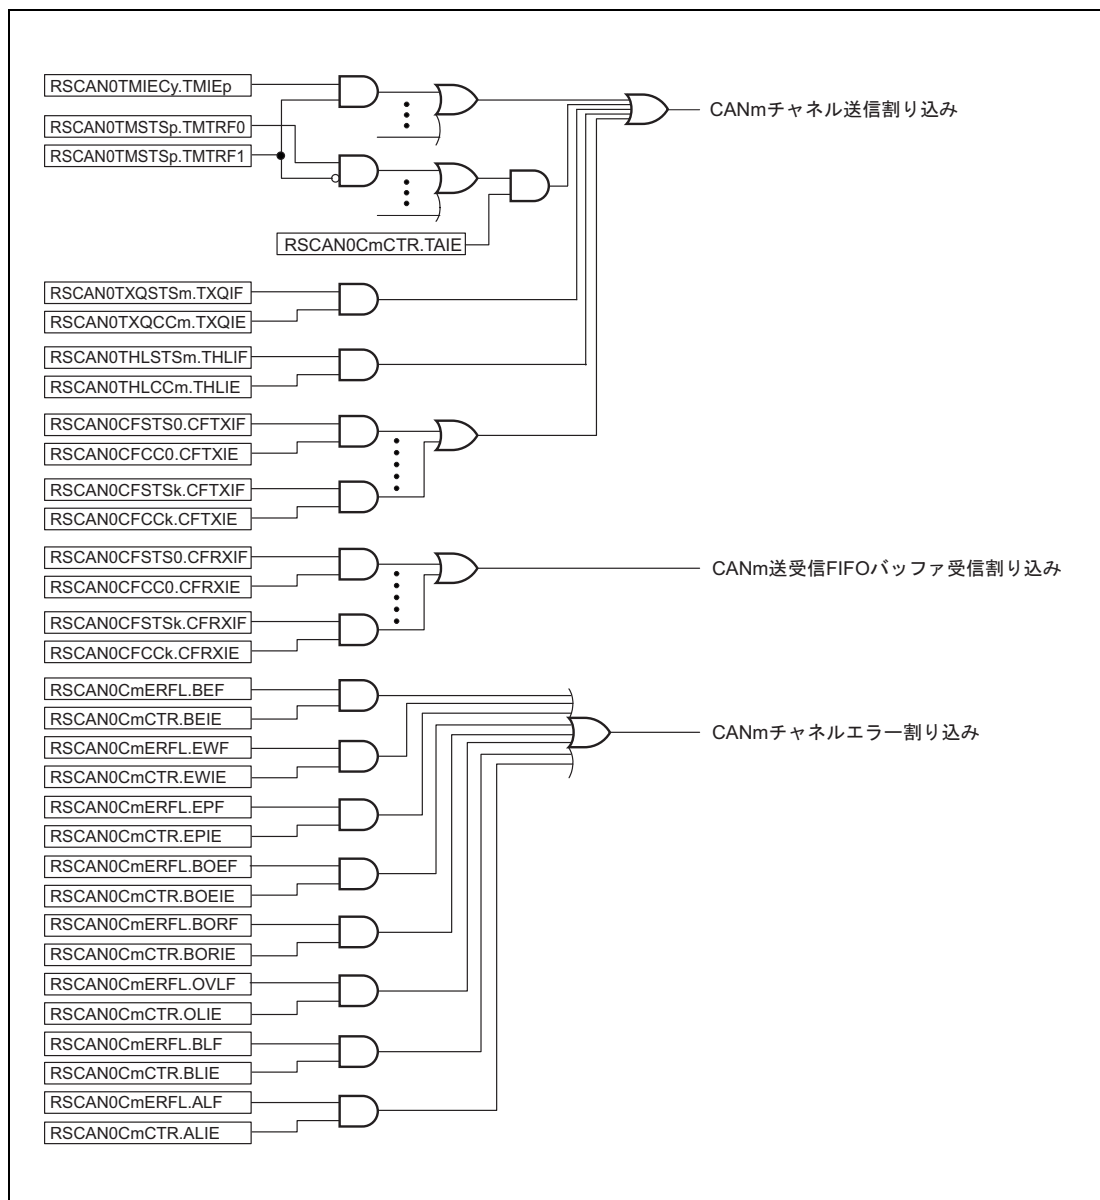 RSCAN0TMIECy.TMIEp
CANmチャネル送信割り込み
RSCAN0TMSTSp.TMTRF0
RSCAN0TMSTSp.TMTRF1
RSCAN0CmCTR.TAIE
RSCAN0TXQSTSm.TXQIF
RSCAN0TXQCCm.TXQIE
RSCAN0THLSTSm.THLIF
RSCAN0THLCCm.THLIE
RSCAN0CFSTS0.CFTXIF
RSCAN0CFCC0.CFTXIE
RSCAN0CFSTSk.CFTXIF
RSCAN0CFCCk.CFTXIE
RSCAN0CFSTS0.CFRXIF
CANm送受信FIFOバッファ受信割り込み
RSCAN0CFCC0.CFRXIE
RSCAN0CFSTSk.CFRXIF
RSCAN0CFCCk.CFRXIE
RSCAN0CmERFL.BEF
RSCAN0CmCTR.BEIE
CANmチャネルエラー割り込み
RSCAN0CmERFL.EWF
RSCAN0CmCTR.EWIE
RSCAN0CmERFL.EPF
RSCAN0CmCTR.EPIE
RSCAN0CmERFL.BOEF
RSCAN0CmCTR.BOEIE
RSCAN0CmERFL.BORF
RSCAN0CmCTR.BORIE
RSCAN0CmERFL.OVLF
RSCAN0CmCTR.OLIE
RSCAN0CmERFL.BLF
RSCAN0CmCTR.BLIE
RSCAN0CmERFL.ALF
RSCAN0CmCTR.ALIE